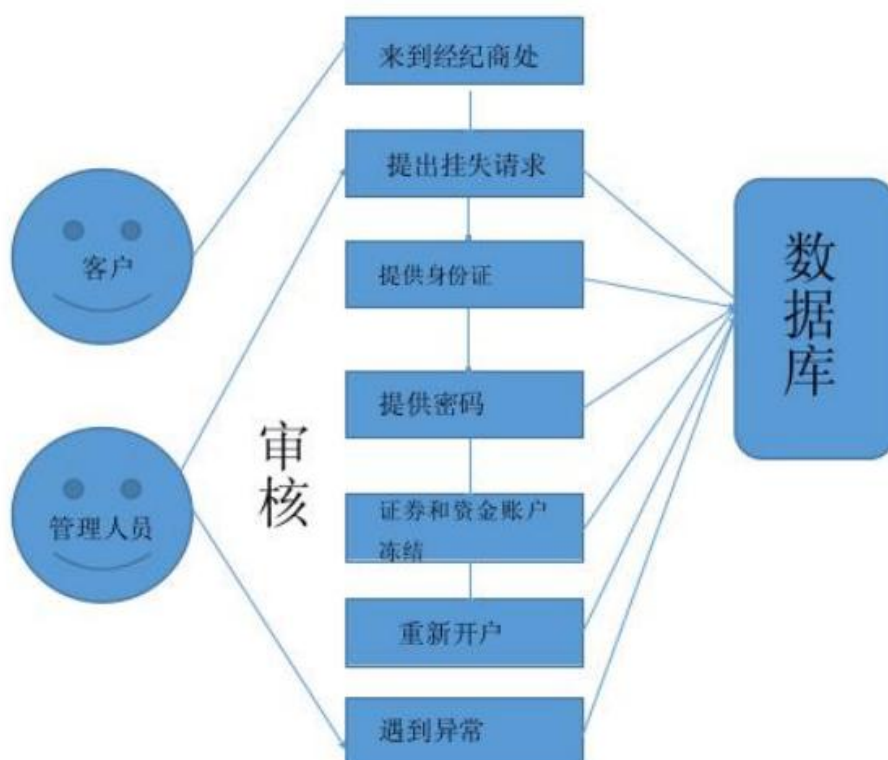 来到经纪商处
提出挂失请求
客户
提供身份证
数据库
提供密码
审核
管理人员
证券和资金账户
冻结
重新开户
遇到异常